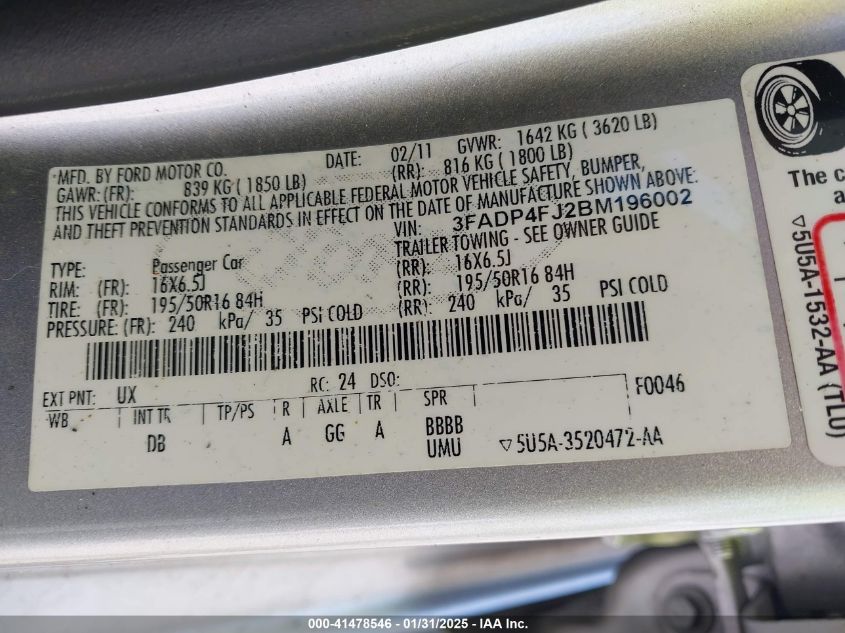 MFD. BY FORD MOTOR CO. DATE: 02/11 GVWR: 1642 KG ( 3620 LB)
GAWR: (FR): 839 KG ( 1850 LB) (RR): 816 KG ( 1800 LB)
THIS VEHICLE CONFORMS TO ALL APPLICABLE FEDERAL MOTOR VEHICLE SAFETY, BUMPER,
AND THEFT PREVENTION STANDARDS IN EFFECT ON THE DATE OF MANUFACTURE SHOWN ABOVE.
VIN: 3FADP4FJ2BM196002
TRAILER TOWING - SEE OWNER GUIDE
TYPE: Passenger Car
RIM: (FR): 16X6.5J (RR): 16X6.5J
TIRE: (FR): 195/50R16 84H (RR): 195/50R16 84H
PRESSURE: (FR): 240 kPa/ 35 PSI COLD (RR): 240 kPa/ 35 PSI COLD
EXT PNT: UX RC: 24 DSO: F0046
WB INT TR TP/PS R AXLE TR SPR
DB A GG A BBBB
UMU ▽5U5A-3520472-AA
The c
a
▽5U5A-1532-AA (TLU)
000-41478546 - 01/31/2025 - IAA Inc.